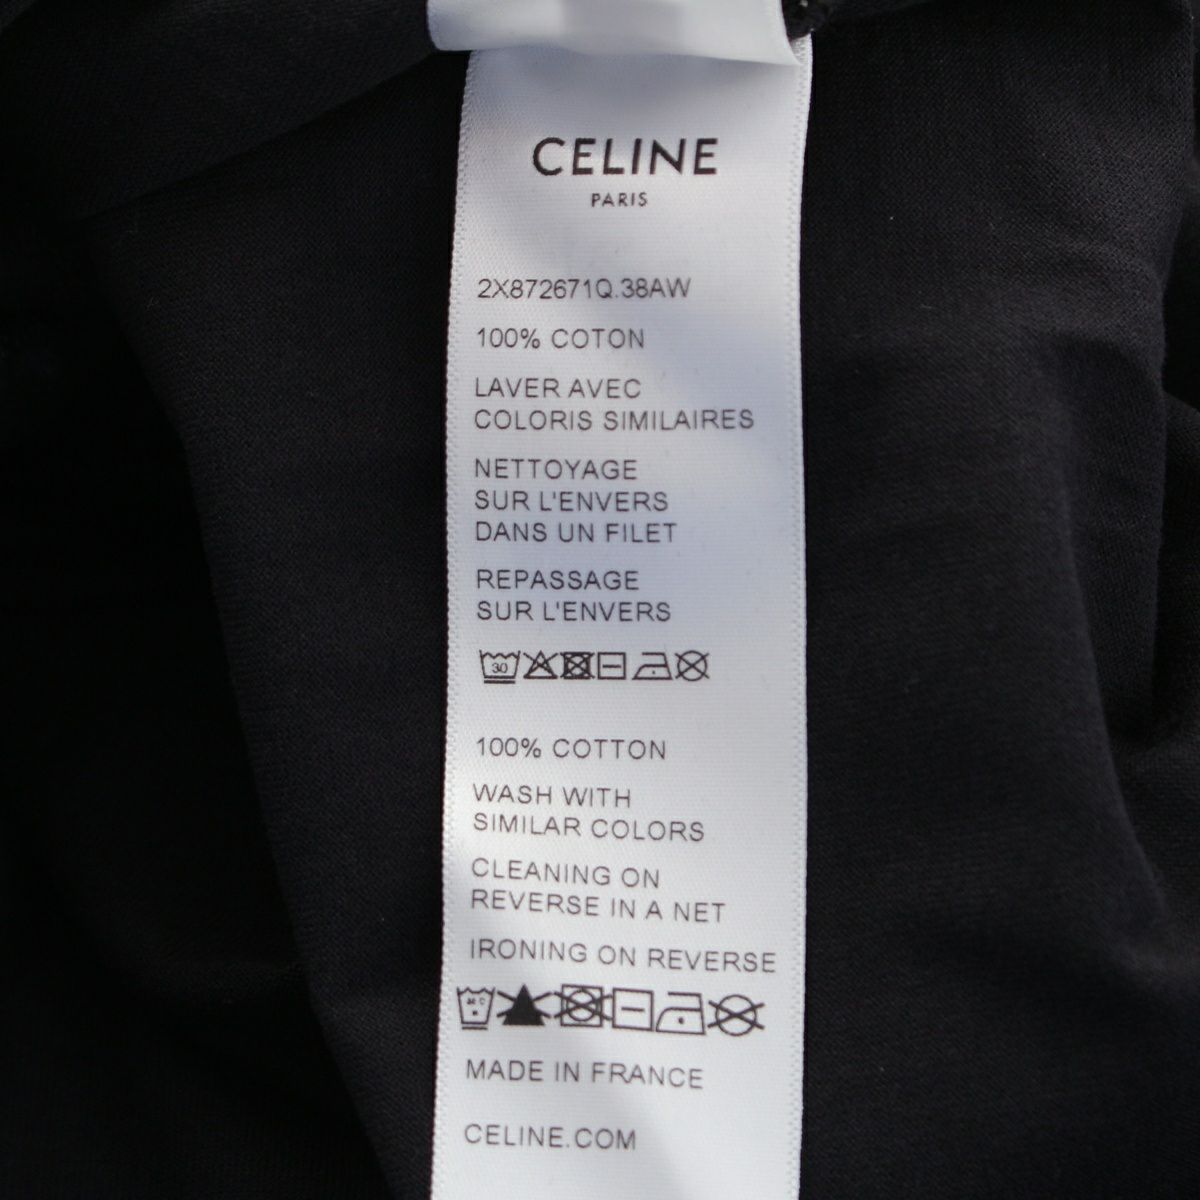 CELINE
PARIS
2X872671Q.38AW
100% COTON
LAVER AVEC
COLORIS SIMILAIRES
NETTOYAGE
SUR L'ENVERS
DANS UN FILET
REPASSAGE
SUR L'ENVERS
30
100% COTTON
WASH WITH
SIMILAR COLORS
CLEANING ON
REVERSE IN A NET
IRONING ON REVERSE
MADE IN FRANCE
CELINE.COM